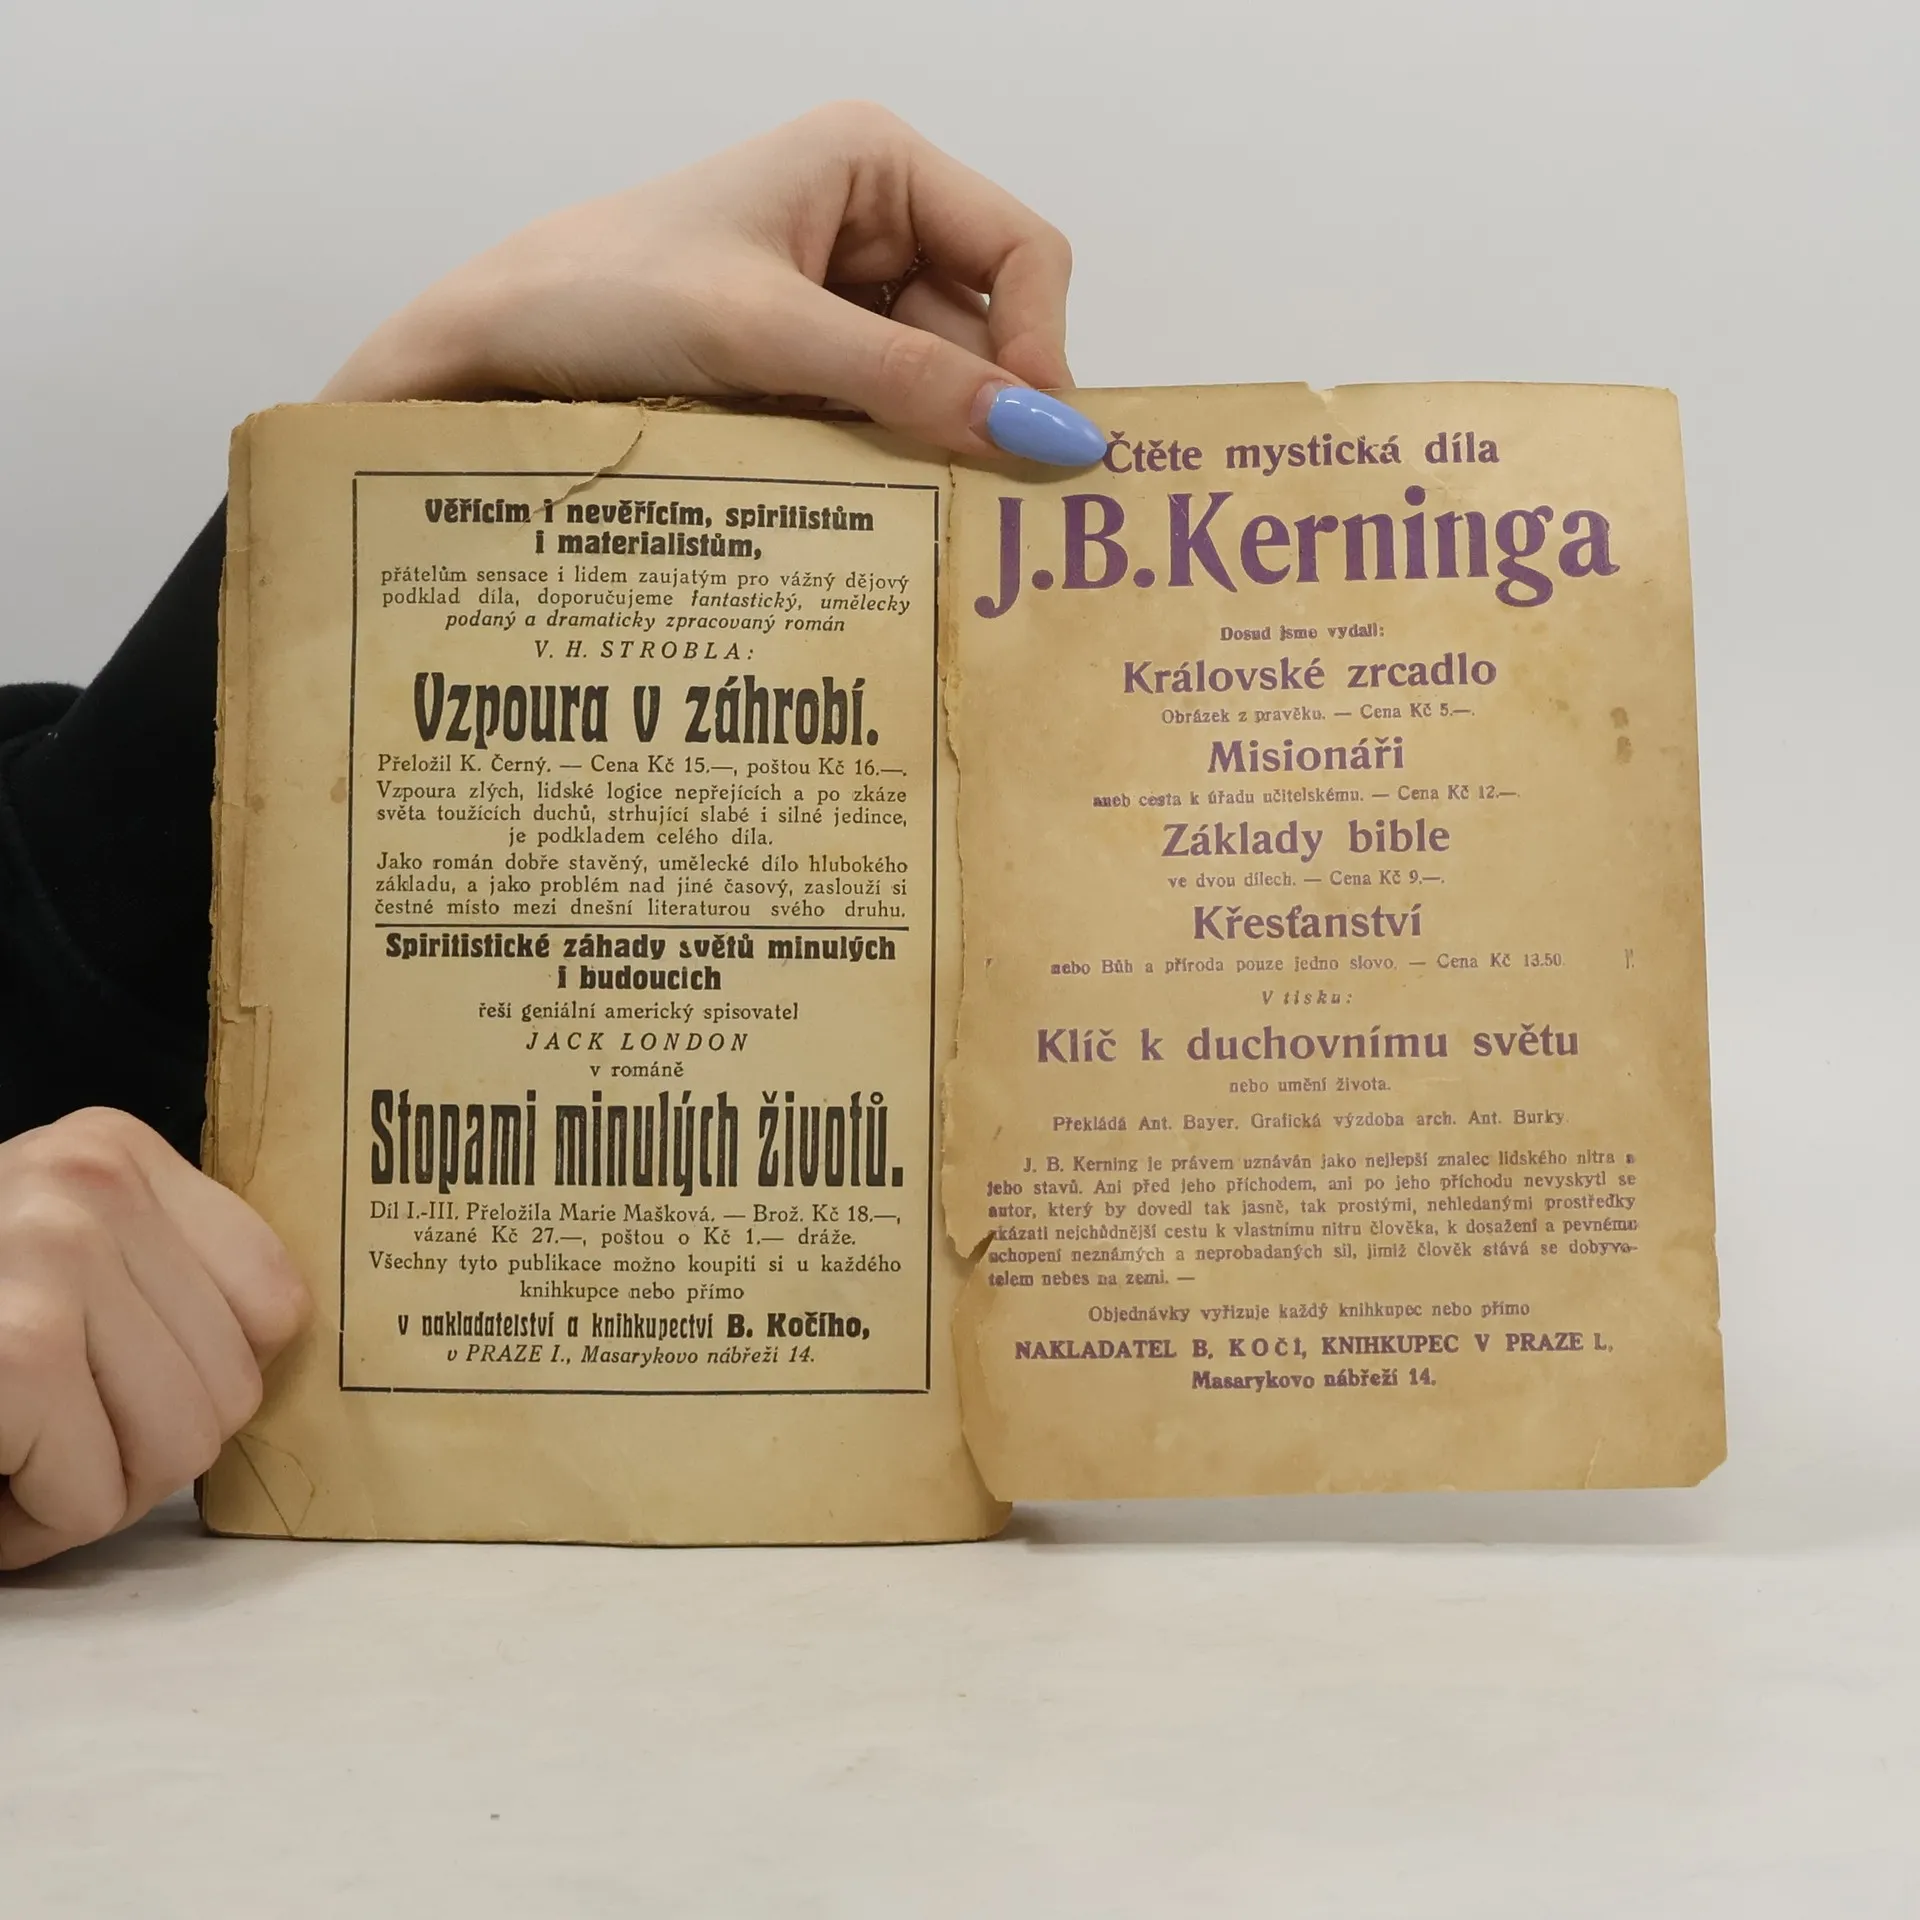 Věřícím i nevěřícím, spiritistům
i materialistům,
přátelům sensace i lidem zaujatým pro vážný dějový
podklad díla, doporučujeme fantastický, umělecky
podaný a dramaticky zpracovaný román
V. H. STROBLA:
Vzpoura v záhrobí.
Přeložil K. Černý. — Cena Kč 15.—, poštou Kč 16.—.
Vzpoura zlých, lidské logice nepřejících a po zkáze
světa toužících duchů, strhující slabé i silné jedince,
je podkladem celého díla.
Jako román dobře stavěný, umělecké dílo hlubokého
základu, a jako problém nad jiné časový, zaslouží si
čestné místo mezi dnešní literaturou svého druhu.
Spiritistické záhady světů minulých
i budoucích
řeší geniální americký spisovatel
JACK LONDON
v románě
Stopami minulých životů.
Díl I.-III. Přeložila Marie Mašková. — Brož. Kč 18.—,
vázané Kč 27.—, poštou o Kč 1.— dráže.
Všechny tyto publikace možno koupiti si u každého
knihkupce nebo přímo
v nakladatelství a knihkupectví B. Kočího,
v PRAZE I., Masarykovo nábřeží 14.
Čtěte mystická díla
J.B.Kerninga
Dosud jsme vydali:
Královské zrcadlo
Obrázek z pravěku. — Cena Kč 5.—.
Misionáři
aneb cesta k úřadu učitelskému. — Cena Kč 12.—.
Základy bible
ve dvou dílech. — Cena Kč 9.—.
Křesťanství
nebo Bůh a příroda pouze jedno slovo. — Cena Kč 13.50.
V tisku:
Klíč k duchovnímu světu
nebo umění života.
Překládá Ant. Bayer. Grafická výzdoba arch. Ant. Burky.
J. B. Kerning je právem uznáván jako nejlepší znalec lidského nitra a
jeho stavů. Ani před jeho příchodem, ani po jeho příchodu nevyskytl se
autor, který by dovedl tak jasně, tak prostými, nehledanými prostředky
ukázati nejchůdnější cestu k vlastnímu nitru člověka, k dosažení a pevnému
uchopení neznámých a neprobadaných sil, jimiž člověk stává se dobyva-
telem nebes na zemi. —
Objednávky vyřizuje každý knihkupec nebo přímo
NAKLADATEL B. KOČÍ, KNIHKUPEC V PRAZE I.,
Masarykovo nábřeží 14.